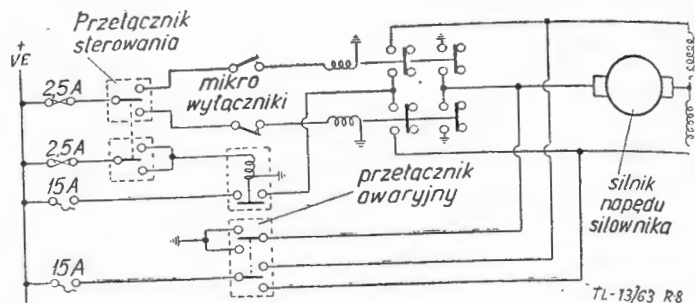 Przełącznik
sterowania
+
VE
2,5A
mikro
wyłączniki
2,5A
15A
przełącznik
awaryjny
silnik
napędu
siłownika
15A
TL-13/63 R-8